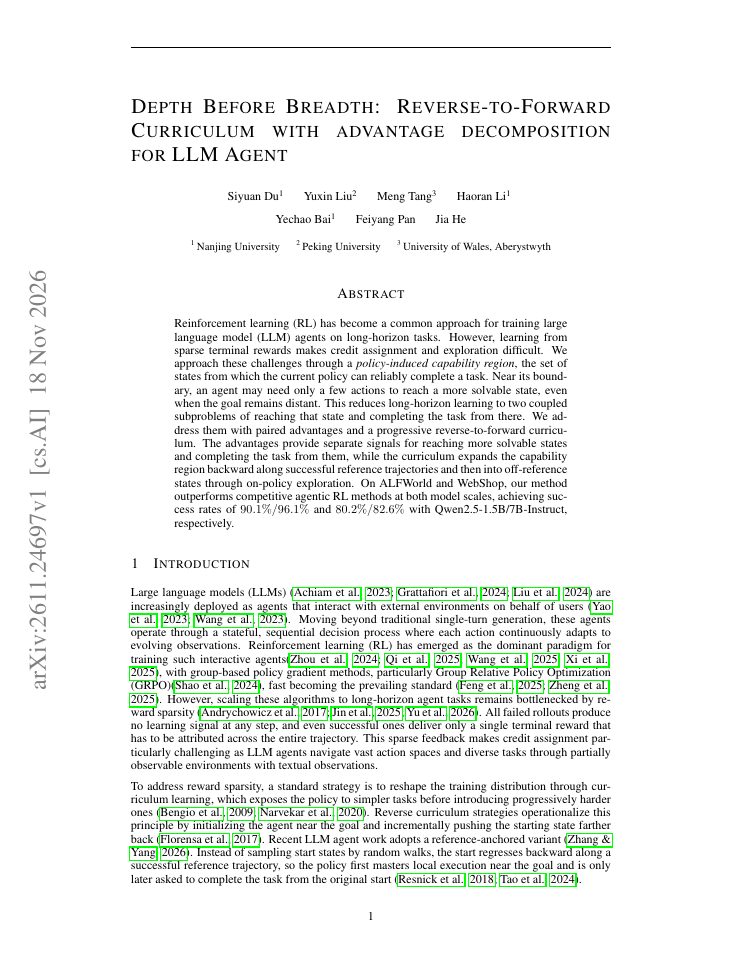 DEPTH BEFORE BREADTH: REVERSE-TO-FORWARD
CURRICULUM WITH ADVANTAGE DECOMPOSITION
FOR LLM AGENT
Siyuan Du1 Yuxin Liu2 Meng Tang3 Haoran Li1
Yechao Bai1 Feiyang Pan Jia He
1 Nanjing University 2 Peking University 3 University of Wales, Aberystwyth
ABSTRACT
Reinforcement learning (RL) has become a common approach for training large
language model (LLM) agents on long-horizon tasks. However, learning from
sparse terminal rewards makes credit assignment and exploration difficult. We
approach these challenges through a policy-induced capability region, the set of
states from which the current policy can reliably complete a task. Near its bound-
ary, an agent may need only a few actions to reach a more solvable state, even
when the goal remains distant. This reduces long-horizon learning to two coupled
subproblems of reaching that state and completing the task from there. We ad-
dress them with paired advantages and a progressive reverse-to-forward curricu-
lum. The advantages provide separate signals for reaching more solvable states
and completing the task from them, while the curriculum expands the capability
region backward along successful reference trajectories and then into off-reference
states through on-policy exploration. On ALFWorld and WebShop, our method
outperforms competitive agentic RL methods at both model scales, achieving suc-
cess rates of 90.1%/96.1% and 80.2%/82.6% with Qwen2.5-1.5B/7B-Instruct,
respectively.
1 INTRODUCTION
Large language models (LLMs) (Achiam et al., 2023; Grattafiori et al., 2024; Liu et al., 2024) are
increasingly deployed as agents that interact with external environments on behalf of users (Yao
et al., 2023; Wang et al., 2023). Moving beyond traditional single-turn generation, these agents
operate through a stateful, sequential decision process where each action continuously adapts to
evolving observations. Reinforcement learning (RL) has emerged as the dominant paradigm for
training such interactive agents(Zhou et al., 2024; Qi et al., 2025; Wang et al., 2025; Xi et al.,
2025), with group-based policy gradient methods, particularly Group Relative Policy Optimization
(GRPO)(Shao et al., 2024), fast becoming the prevailing standard (Feng et al., 2025; Zheng et al.,
2025). However, scaling these algorithms to long-horizon agent tasks remains bottlenecked by re-
ward sparsity (Andrychowicz et al., 2017; Jin et al., 2025; Yu et al., 2026). All failed rollouts produce
no learning signal at any step, and even successful ones deliver only a single terminal reward that
has to be attributed across the entire trajectory. This sparse feedback makes credit assignment par-
ticularly challenging as LLM agents navigate vast action spaces and diverse tasks through partially
observable environments with textual observations.
To address reward sparsity, a standard strategy is to reshape the training distribution through cur-
riculum learning, which exposes the policy to simpler tasks before introducing progressively harder
ones (Bengio et al., 2009; Narvekar et al., 2020). Reverse curriculum strategies operationalize this
principle by initializing the agent near the goal and incrementally pushing the starting state farther
back (Florensa et al., 2017). Recent LLM agent work adopts a reference-anchored variant (Zhang &
Yang, 2026). Instead of sampling start states by random walks, the start regresses backward along a
successful reference trajectory, so the policy first masters local execution near the goal and is only
later asked to complete the task from the original start (Resnick et al., 2018; Tao et al., 2024).
1
arXiv:2611.24697v1 [cs.AI] 18 Nov 2026